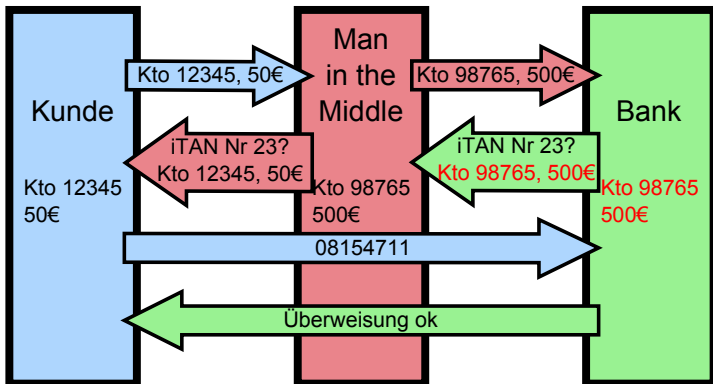 Kunde
Kto 12345
50€
Man
in the
Middle
Kto 98765
500€
Bank
Kto 98765
500€
Kto 12345, 50€
Kto 98765, 500€
iTAN Nr 23?
Kto 12345, 50€
iTAN Nr 23?
Kto 98765, 500€
08154711
Überweisung ok